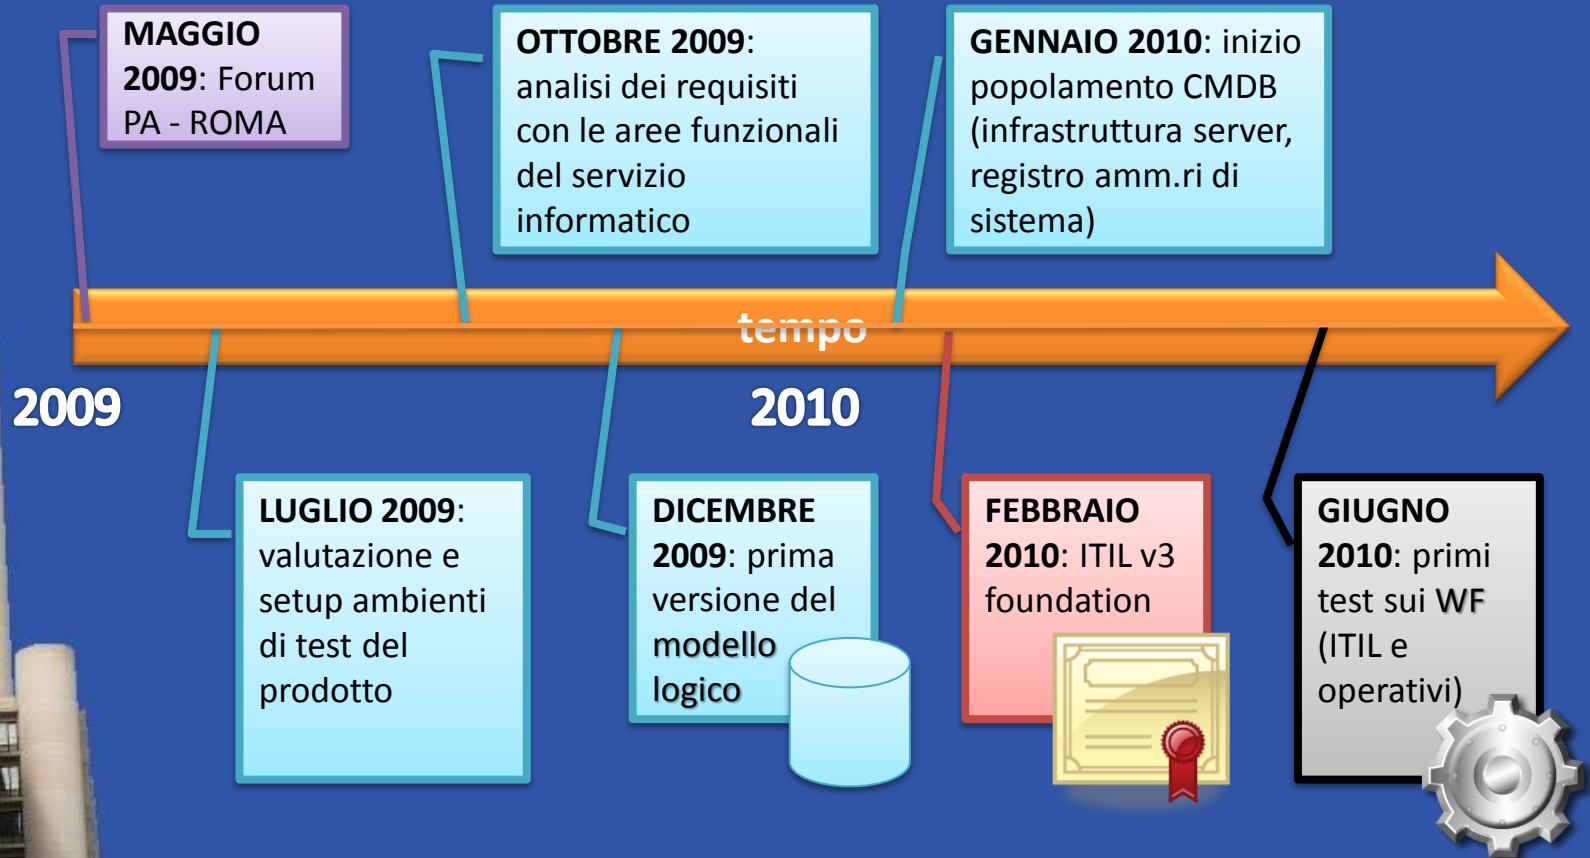 MAGGIO
2009: Forum
PA - ROMA
OTTOBRE 2009:
analisi dei requisiti
con le aree funzionali
del servizio
informatico
GENNAIO 2010: inizio
popolamento CMDB
(infrastruttura server,
registro amm.ri di
sistema)
tempo
2009
2010
LUGLIO 2009:
valutazione e
setup ambienti
di test del
prodotto
DICEMBRE
2009: prima
versione del
modello
logico
FEBBRAIO
2010: ITIL v3
foundation
GIUGNO
2010: primi
test sui WF
(ITIL e
operativi)